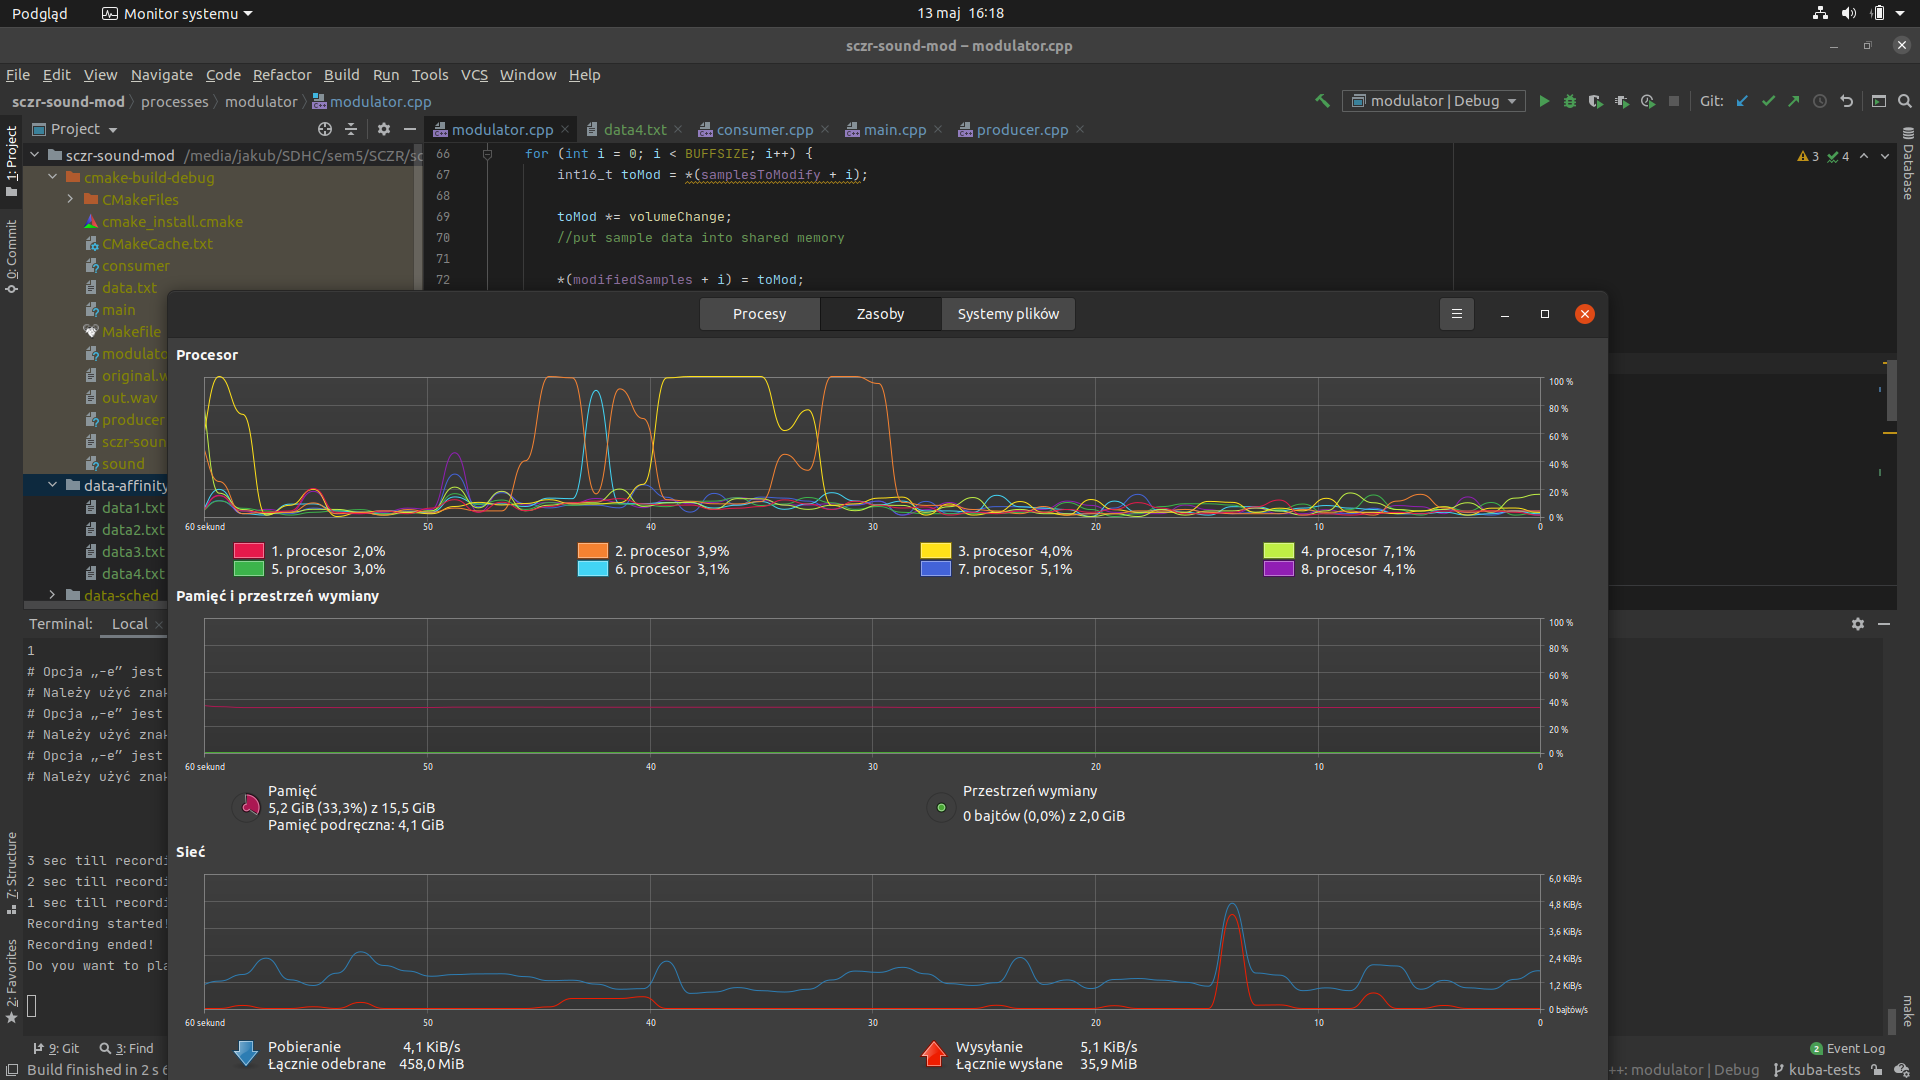 Podgląd Monitor systemu 13 maj 16:18
sczr-sound-mod – modulator.cpp
File Edit View Navigate Code Refactor Build Run Tools VCS Window Help
sczr-sound-mod processes modulator modulator.cpp modulator | Debug Git:
1: Project
0: Commit
7: Structure
2: Favorites
Database
make
Project
modulator.cpp data4.txt consumer.cpp main.cpp producer.cpp
sczr-sound-mod /media/jakub/SDHC/sem5/SCZR/sc
cmake-build-debug
CMakeFiles
cmake_install.cmake
CMakeCache.txt
consumer
data.txt
main
Makefile
modulato
original.w
out.wav
producer
sczr-soun
sound
data-affinity
data1.txt
data2.txt
data3.txt
data4.txt
data-sched
66 for (int i = 0; i < BUFFSIZE; i++) {
67 int16_t toMod = *(samplesToModify + i);
68
69 toMod *= volumeChange;
70 //put sample data into shared memory
71
72 *(modifiedSamples + i) = toMod;
3 4
Procesy Zasoby Systemy plików
Procesor
100 %
80 %
60 %
40 %
20 %
0 %
60 sekund 50 40 30 20 10 0
1. procesor 2,0% 2. procesor 3,9% 3. procesor 4,0% 4. procesor 7,1%
5. procesor 3,0% 6. procesor 3,1% 7. procesor 5,1% 8. procesor 4,1%
Pamięć i przestrzeń wymiany
100 %
80 %
60 %
40 %
20 %
0 %
60 sekund 50 40 30 20 10 0
Pamięć
5,2 GiB (33,3%) z 15,5 GiB
Pamięć podręczna: 4,1 GiB
Przestrzeń wymiany
0 bajtów (0,0%) z 2,0 GiB
Sieć
6,0 KiB/s
4,8 KiB/s
3,6 KiB/s
2,4 KiB/s
1,2 KiB/s
0 bajtów/s
60 sekund 50 40 30 20 10 0
Pobieranie 4,1 KiB/s
Łącznie odebrane 458,0 MiB
Wysyłanie 5,1 KiB/s
Łącznie wysłane 35,9 MiB
Terminal: Local
1
# Opcja „-e” jest
# Należy użyć znak
# Opcja „-e” jest
# Należy użyć znak
# Opcja „-e” jest
# Należy użyć znak
3 sec till recordi
2 sec till recordi
1 sec till recordi
Recording started!
Recording ended!
Do you want to pla
9: Git 3: Find 2 Event Log
Build finished in 2 s 6 ++: modulator | Debug kuba-tests